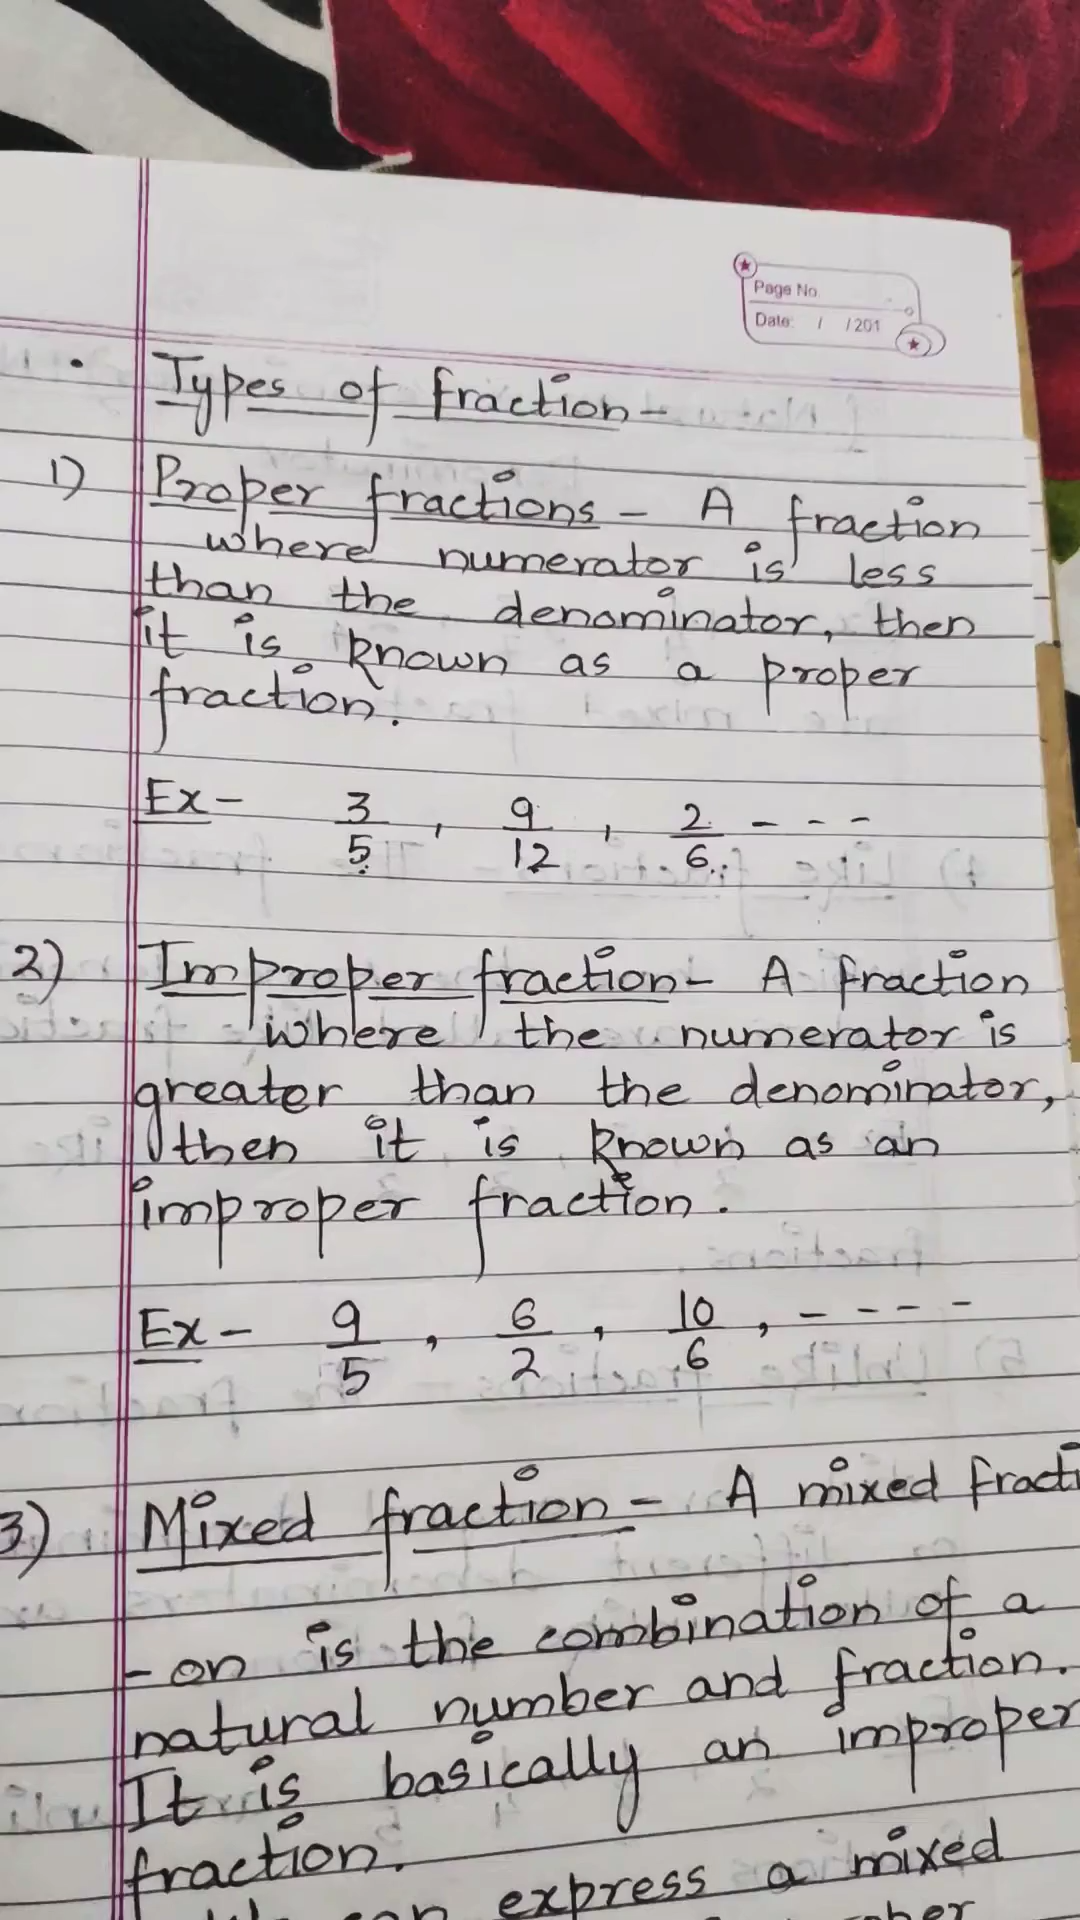 Page No.
Date: / /201
• Types of fraction -
1) Proper fractions - A fraction
where numerator is less
than the denominator, then
it is known as a proper
fraction.
Ex - 3/5 , 9/12 , 2/6 - - -
2) Improper fraction - A fraction
where the numerator is
greater than the denominator,
then it is known as an
improper fraction.
Ex - 9/5 , 6/2 , 10/6 , - - - -
3) Mixed fraction - A mixed fracti
- on is the combination of a
natural number and fraction.
It is basically an improper
fraction.
express a mixed